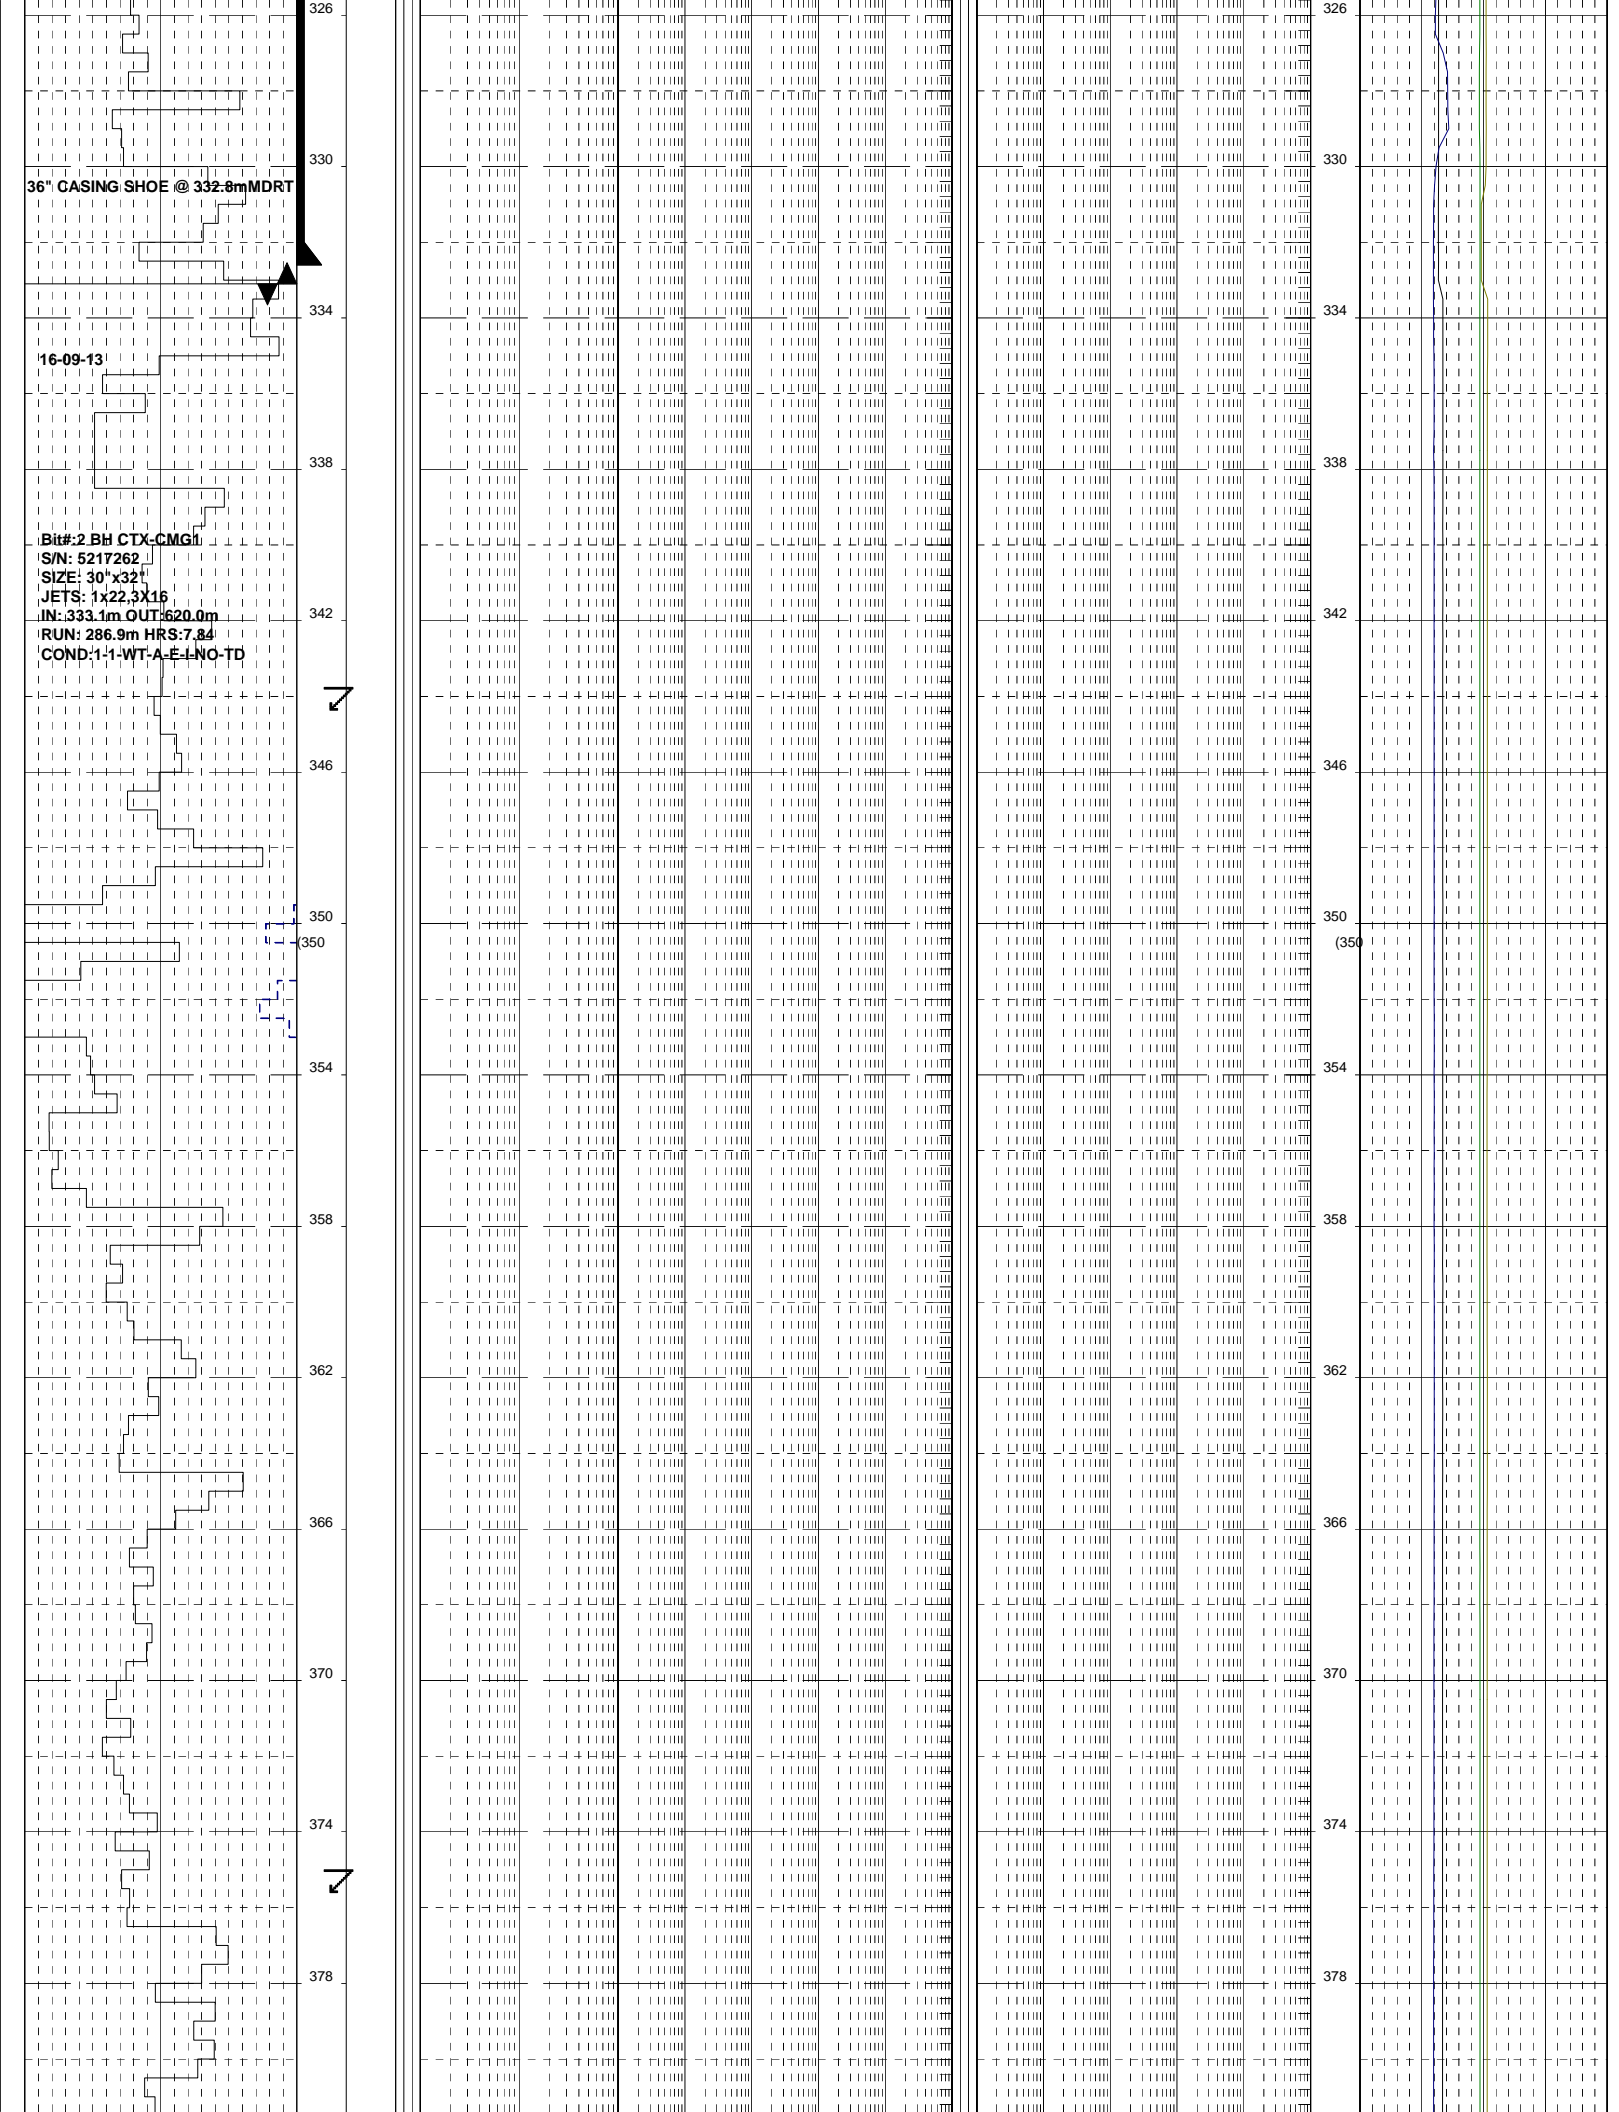 326 326
330 330
36" CASING SHOE @ 332.8mMDRT
334 334
16-09-13
338 338
Bit#:2 BH CTX-CMG1
S/N: 5217262
SIZE: 30"x32"
JETS: 1x22,3X16
IN: 333.1m OUT:620.0m
342 342
RUN: 286.9m HRS:7.84
COND:1-1-WT-A-E-I-NO-TD
346 346
350 350
(350 (350
354 354
358 358
362 362
366 366
370 370
374 374
378 378